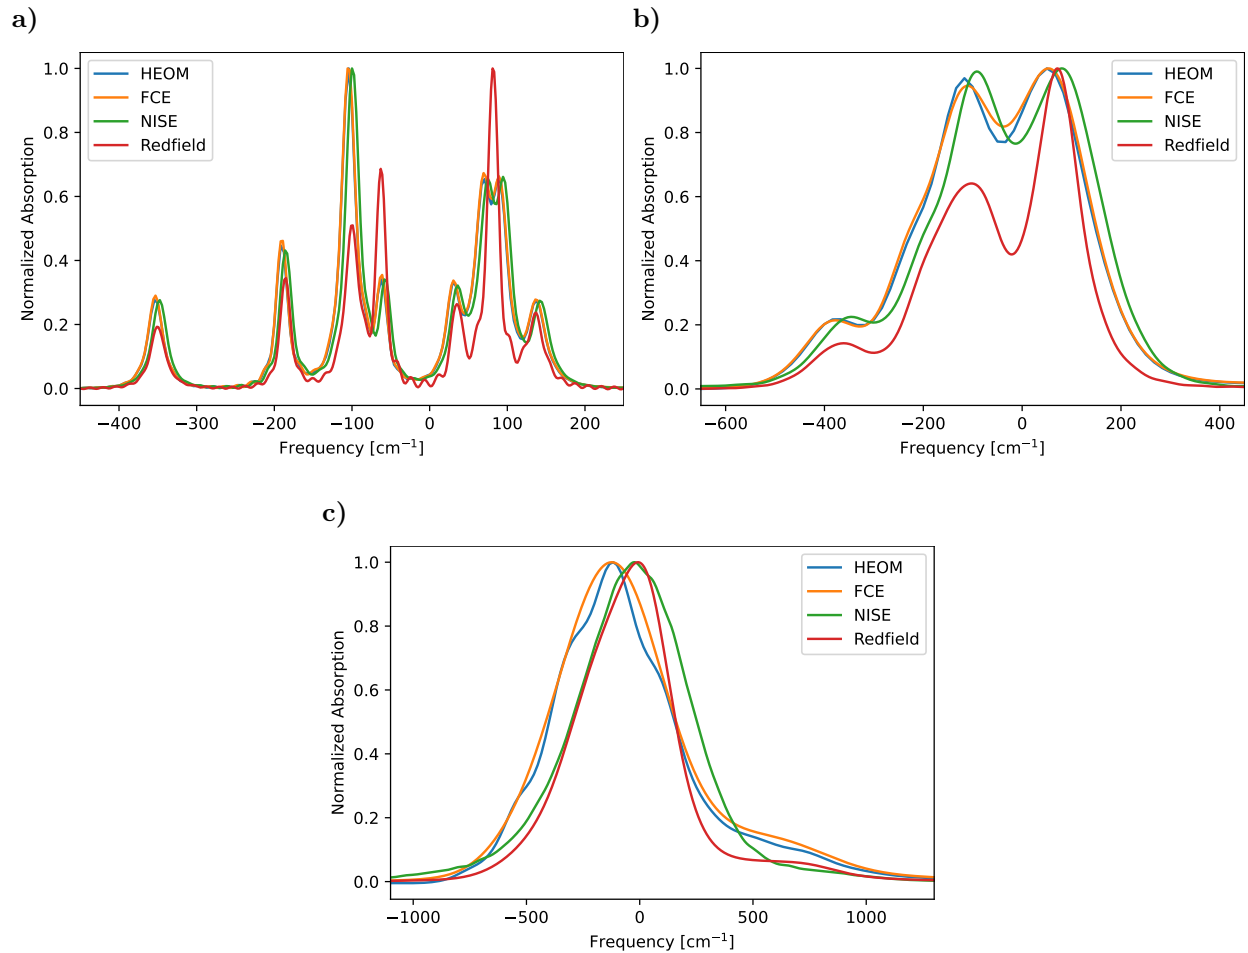 a)
1.0
0.8
0.6
0.4
0.2
0.0
Normalized Absorption
HEOM
FCE
NISE
Redfield
−400 −300 −200 −100 0 100 200
Frequency [cm⁻¹]
b)
1.0
0.8
0.6
0.4
0.2
0.0
Normalized Absorption
HEOM
FCE
NISE
Redfield
−600 −400 −200 0 200 400
Frequency [cm⁻¹]
c)
1.0
0.8
0.6
0.4
0.2
0.0
Normalized Absorption
HEOM
FCE
NISE
Redfield
−1000 −500 0 500 1000
Frequency [cm⁻¹]